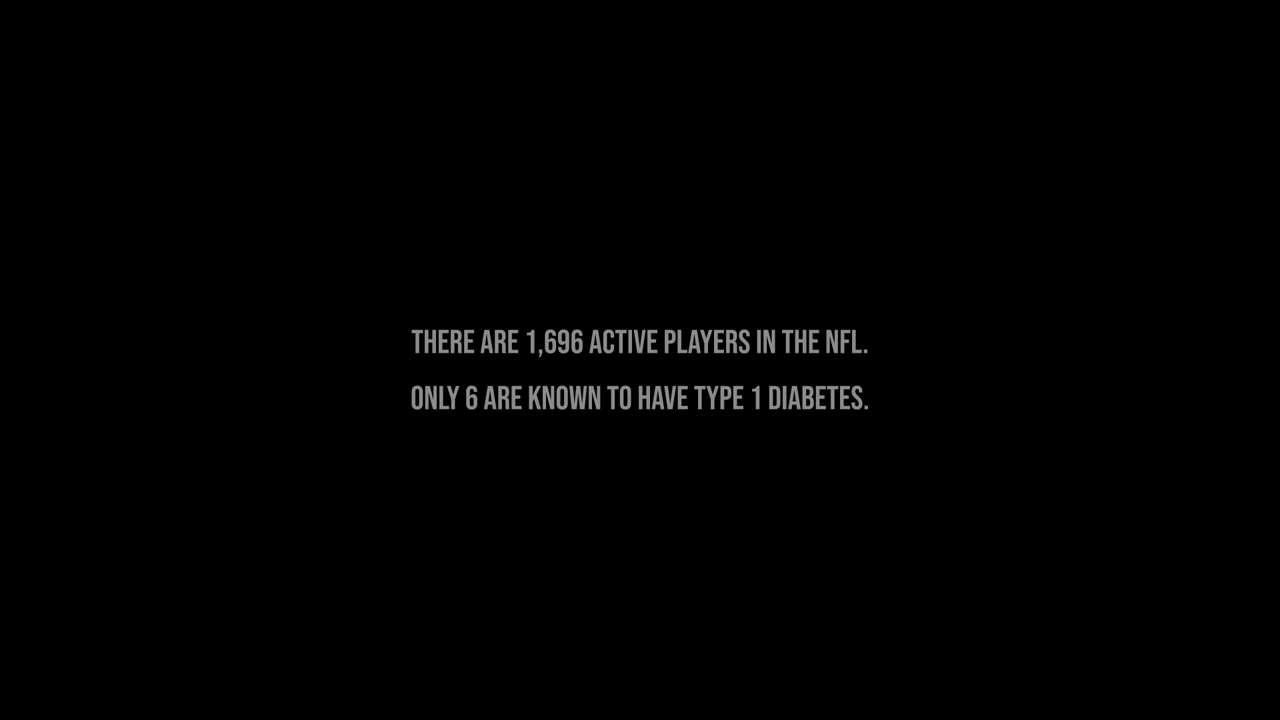 THERE ARE 1,696 ACTIVE PLAYERS IN THE NFL.
ONLY 6 ARE KNOWN TO HAVE TYPE 1 DIABETES.